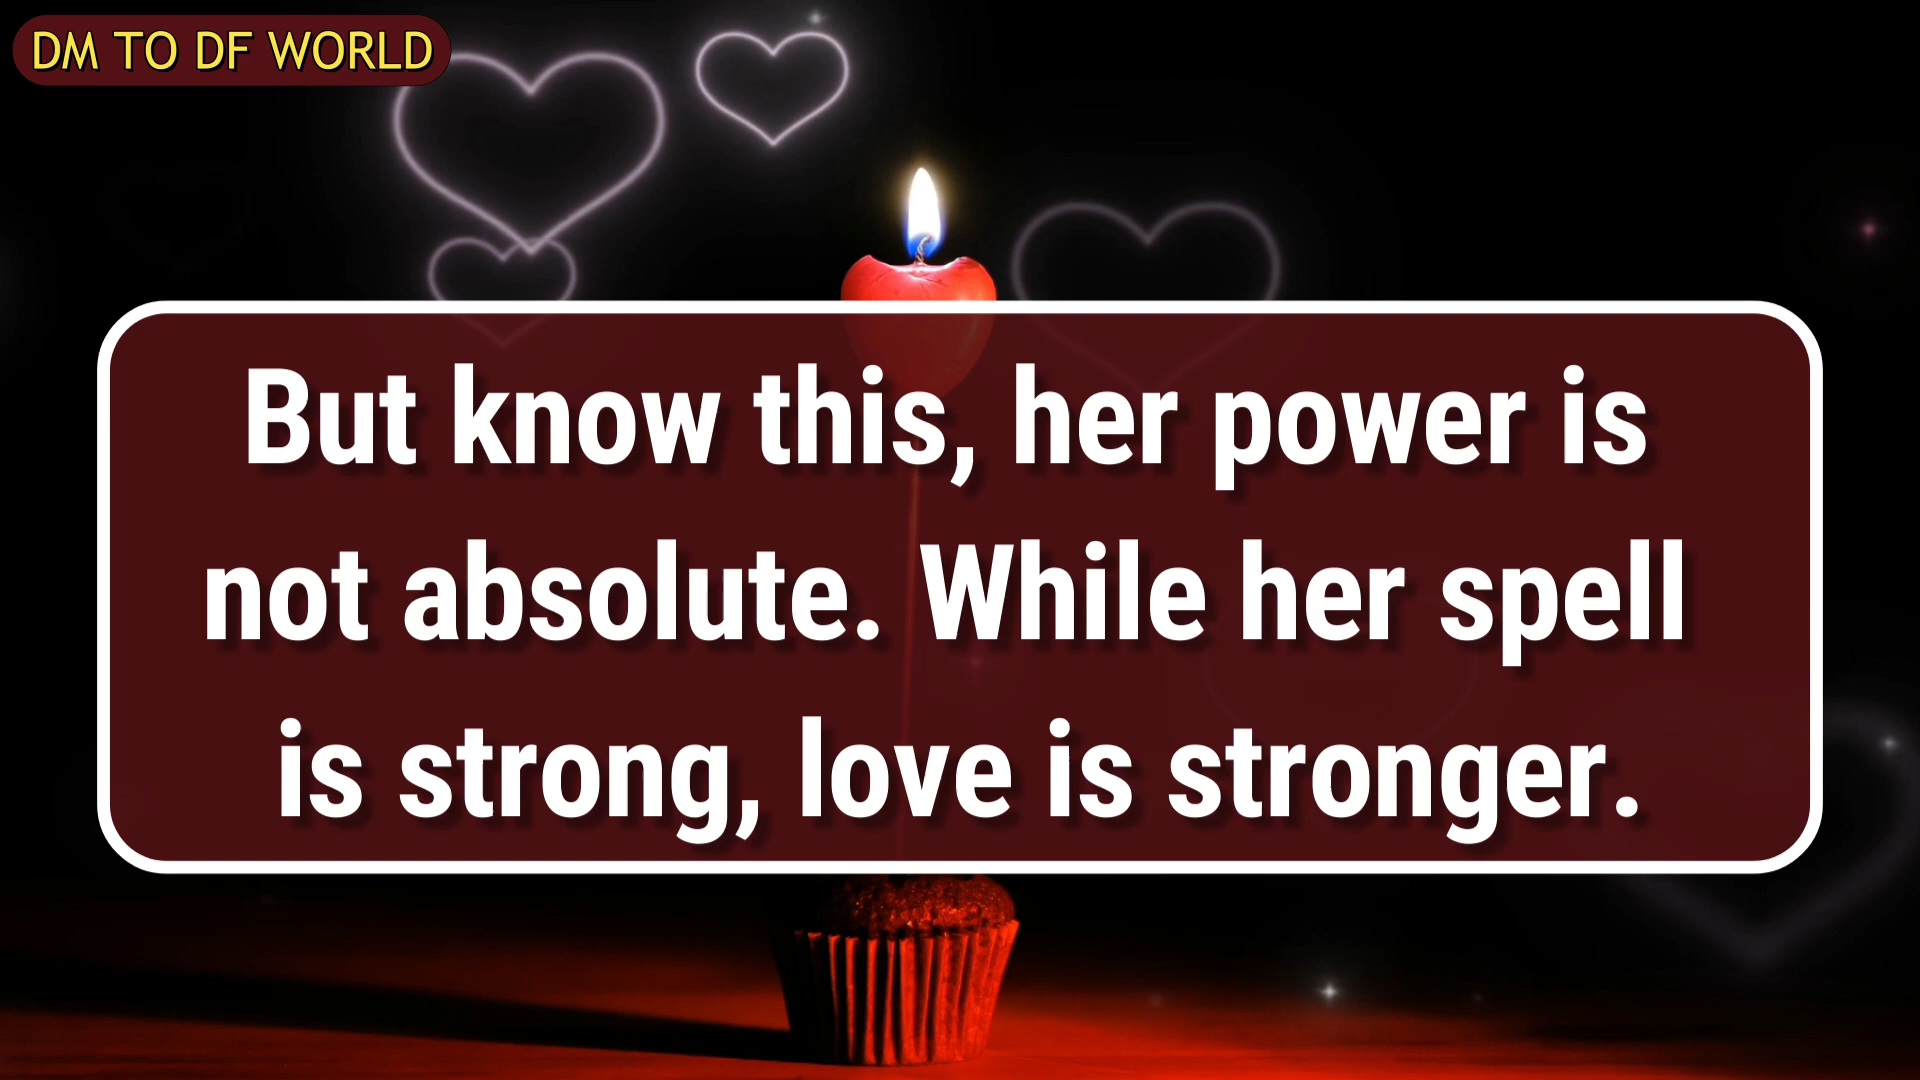 DM TO DF WORLD
But know this, her power is
not absolute. While her spell
is strong, love is stronger.